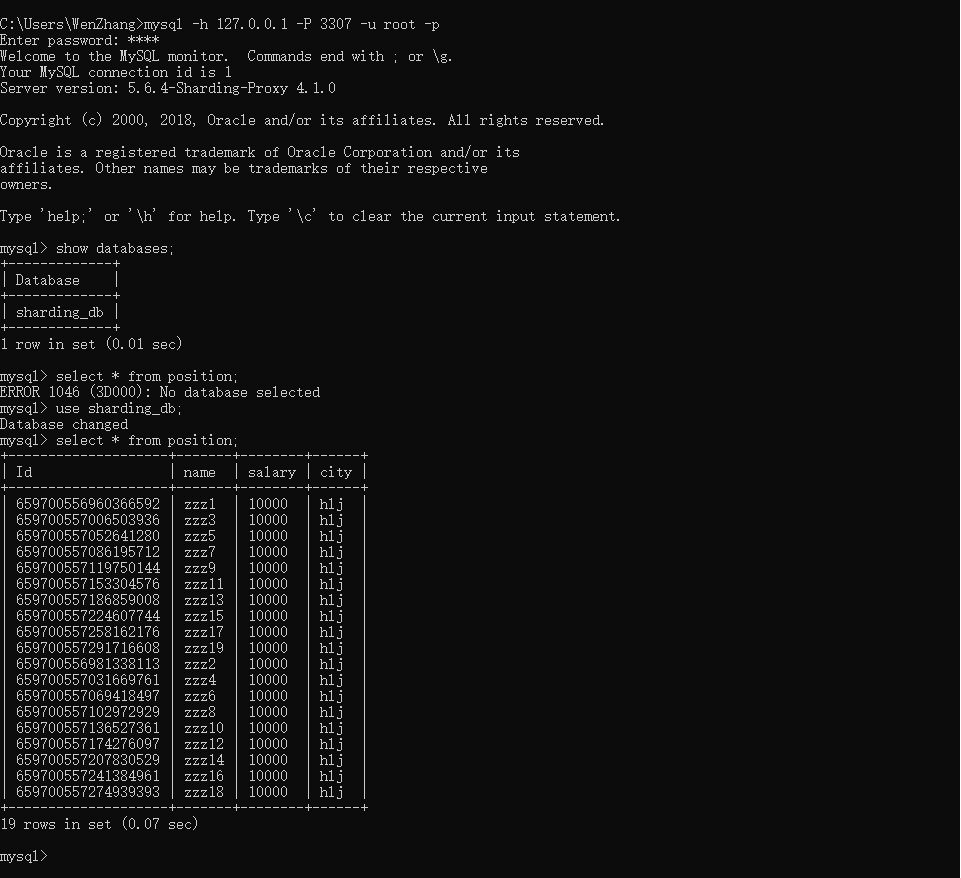 C:\Users\WenZhang>mysql -h 127.0.0.1 -P 3307 -u root -p
Enter password: ****
Welcome to the MySQL monitor.  Commands end with ; or \g.
Your MySQL connection id is 1
Server version: 5.6.4-Sharding-Proxy 4.1.0

Copyright (c) 2000, 2018, Oracle and/or its affiliates. All rights reserved.

Oracle is a registered trademark of Oracle Corporation and/or its
affiliates. Other names may be trademarks of their respective
owners.

Type 'help;' or '\h' for help. Type '\c' to clear the current input statement.

mysql> show databases;
+-------------+
| Database    |
+-------------+
| sharding_db |
+-------------+
1 row in set (0.01 sec)

mysql> select * from position;
ERROR 1046 (3D000): No database selected
mysql> use sharding_db;
Database changed
mysql> select * from position;
+--------------------+-------+--------+------+
| Id                 | name  | salary | city |
+--------------------+-------+--------+------+
| 659700556960366592 | zzz1  | 10000  | hlj  |
| 659700557006503936 | zzz3  | 10000  | hlj  |
| 659700557052641280 | zzz5  | 10000  | hlj  |
| 659700557086195712 | zzz7  | 10000  | hlj  |
| 659700557119750144 | zzz9  | 10000  | hlj  |
| 659700557153304576 | zzz11 | 10000  | hlj  |
| 659700557186859008 | zzz13 | 10000  | hlj  |
| 659700557224607744 | zzz15 | 10000  | hlj  |
| 659700557258162176 | zzz17 | 10000  | hlj  |
| 659700557291716608 | zzz19 | 10000  | hlj  |
| 659700556981338113 | zzz2  | 10000  | hlj  |
| 659700557031669761 | zzz4  | 10000  | hlj  |
| 659700557069418497 | zzz6  | 10000  | hlj  |
| 659700557102972929 | zzz8  | 10000  | hlj  |
| 659700557136527361 | zzz10 | 10000  | hlj  |
| 659700557174276097 | zzz12 | 10000  | hlj  |
| 659700557207830529 | zzz14 | 10000  | hlj  |
| 659700557241384961 | zzz16 | 10000  | hlj  |
| 659700557274939393 | zzz18 | 10000  | hlj  |
+--------------------+-------+--------+------+
19 rows in set (0.07 sec)

mysql>